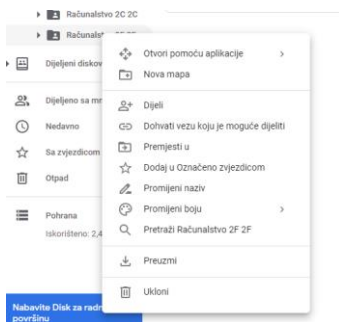 Računalstvo 2C 2C
Računalst
Dijeljeni diskov
Dijeljeno sa mn
Nedavno
Sa zvjezdicom
Otpad
Pohrana
Iskorišteno: 2,4
Nabavite Disk za radn
površinu
Otvori pomoću aplikacije
Nova mapa
Dijeli
Dohvati vezu koju je moguće dijeliti
Premjesti u
Dodaj u Označeno zvjezdicom
Promijeni naziv
Promijeni boju
Pretraži Računalstvo 2F 2F
Preuzmi
Ukloni